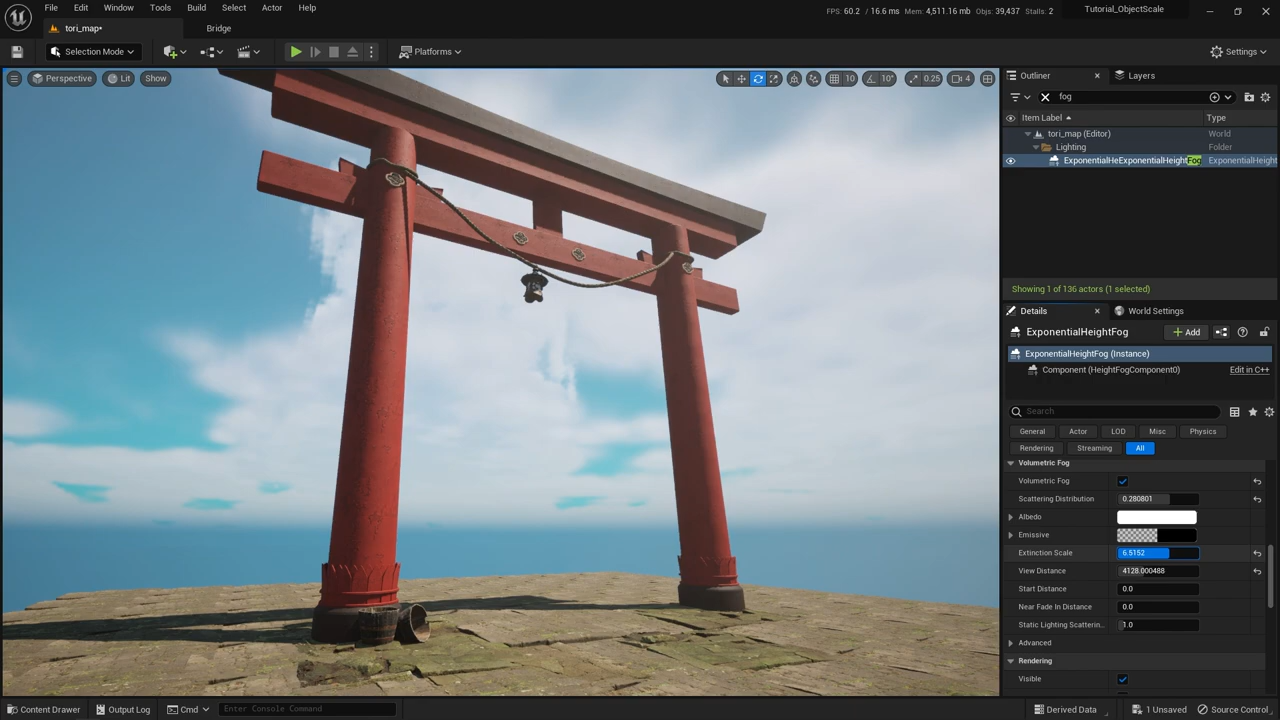 File Edit Window Tools Build Select Actor Help
FPS: 60.2 / 16.6 ms Mem: 4,511.16 mb Objs: 39,437 Stalls: 2
Tutorial_ObjectScale
tori_map•
Bridge
Selection Mode
Platforms
Settings
Perspective Lit Show
10 10° 0.25 4
Outliner
Layers
fog
Item Label Type
tori_map (Editor) World
Lighting Folder
ExponentialHeExponentialHeightFog ExponentialHeight
Showing 1 of 136 actors (1 selected)
Details
World Settings
ExponentialHeightFog
Add
ExponentialHeightFog (Instance)
Component (HeightFogComponent0) Edit in C++
Search
General Actor LOD Misc Physics
Rendering Streaming All
Volumetric Fog
Volumetric Fog
Scattering Distribution 0.280801
Albedo
Emissive
Extinction Scale 6.5152
View Distance 4128.000488
Start Distance 0.0
Near Fade In Distance 0.0
Static Lighting Scatterin... 1.0
Advanced
Rendering
Visible
Content Drawer Output Log Cmd Enter Console Command Derived Data 1 Unsaved Source Control